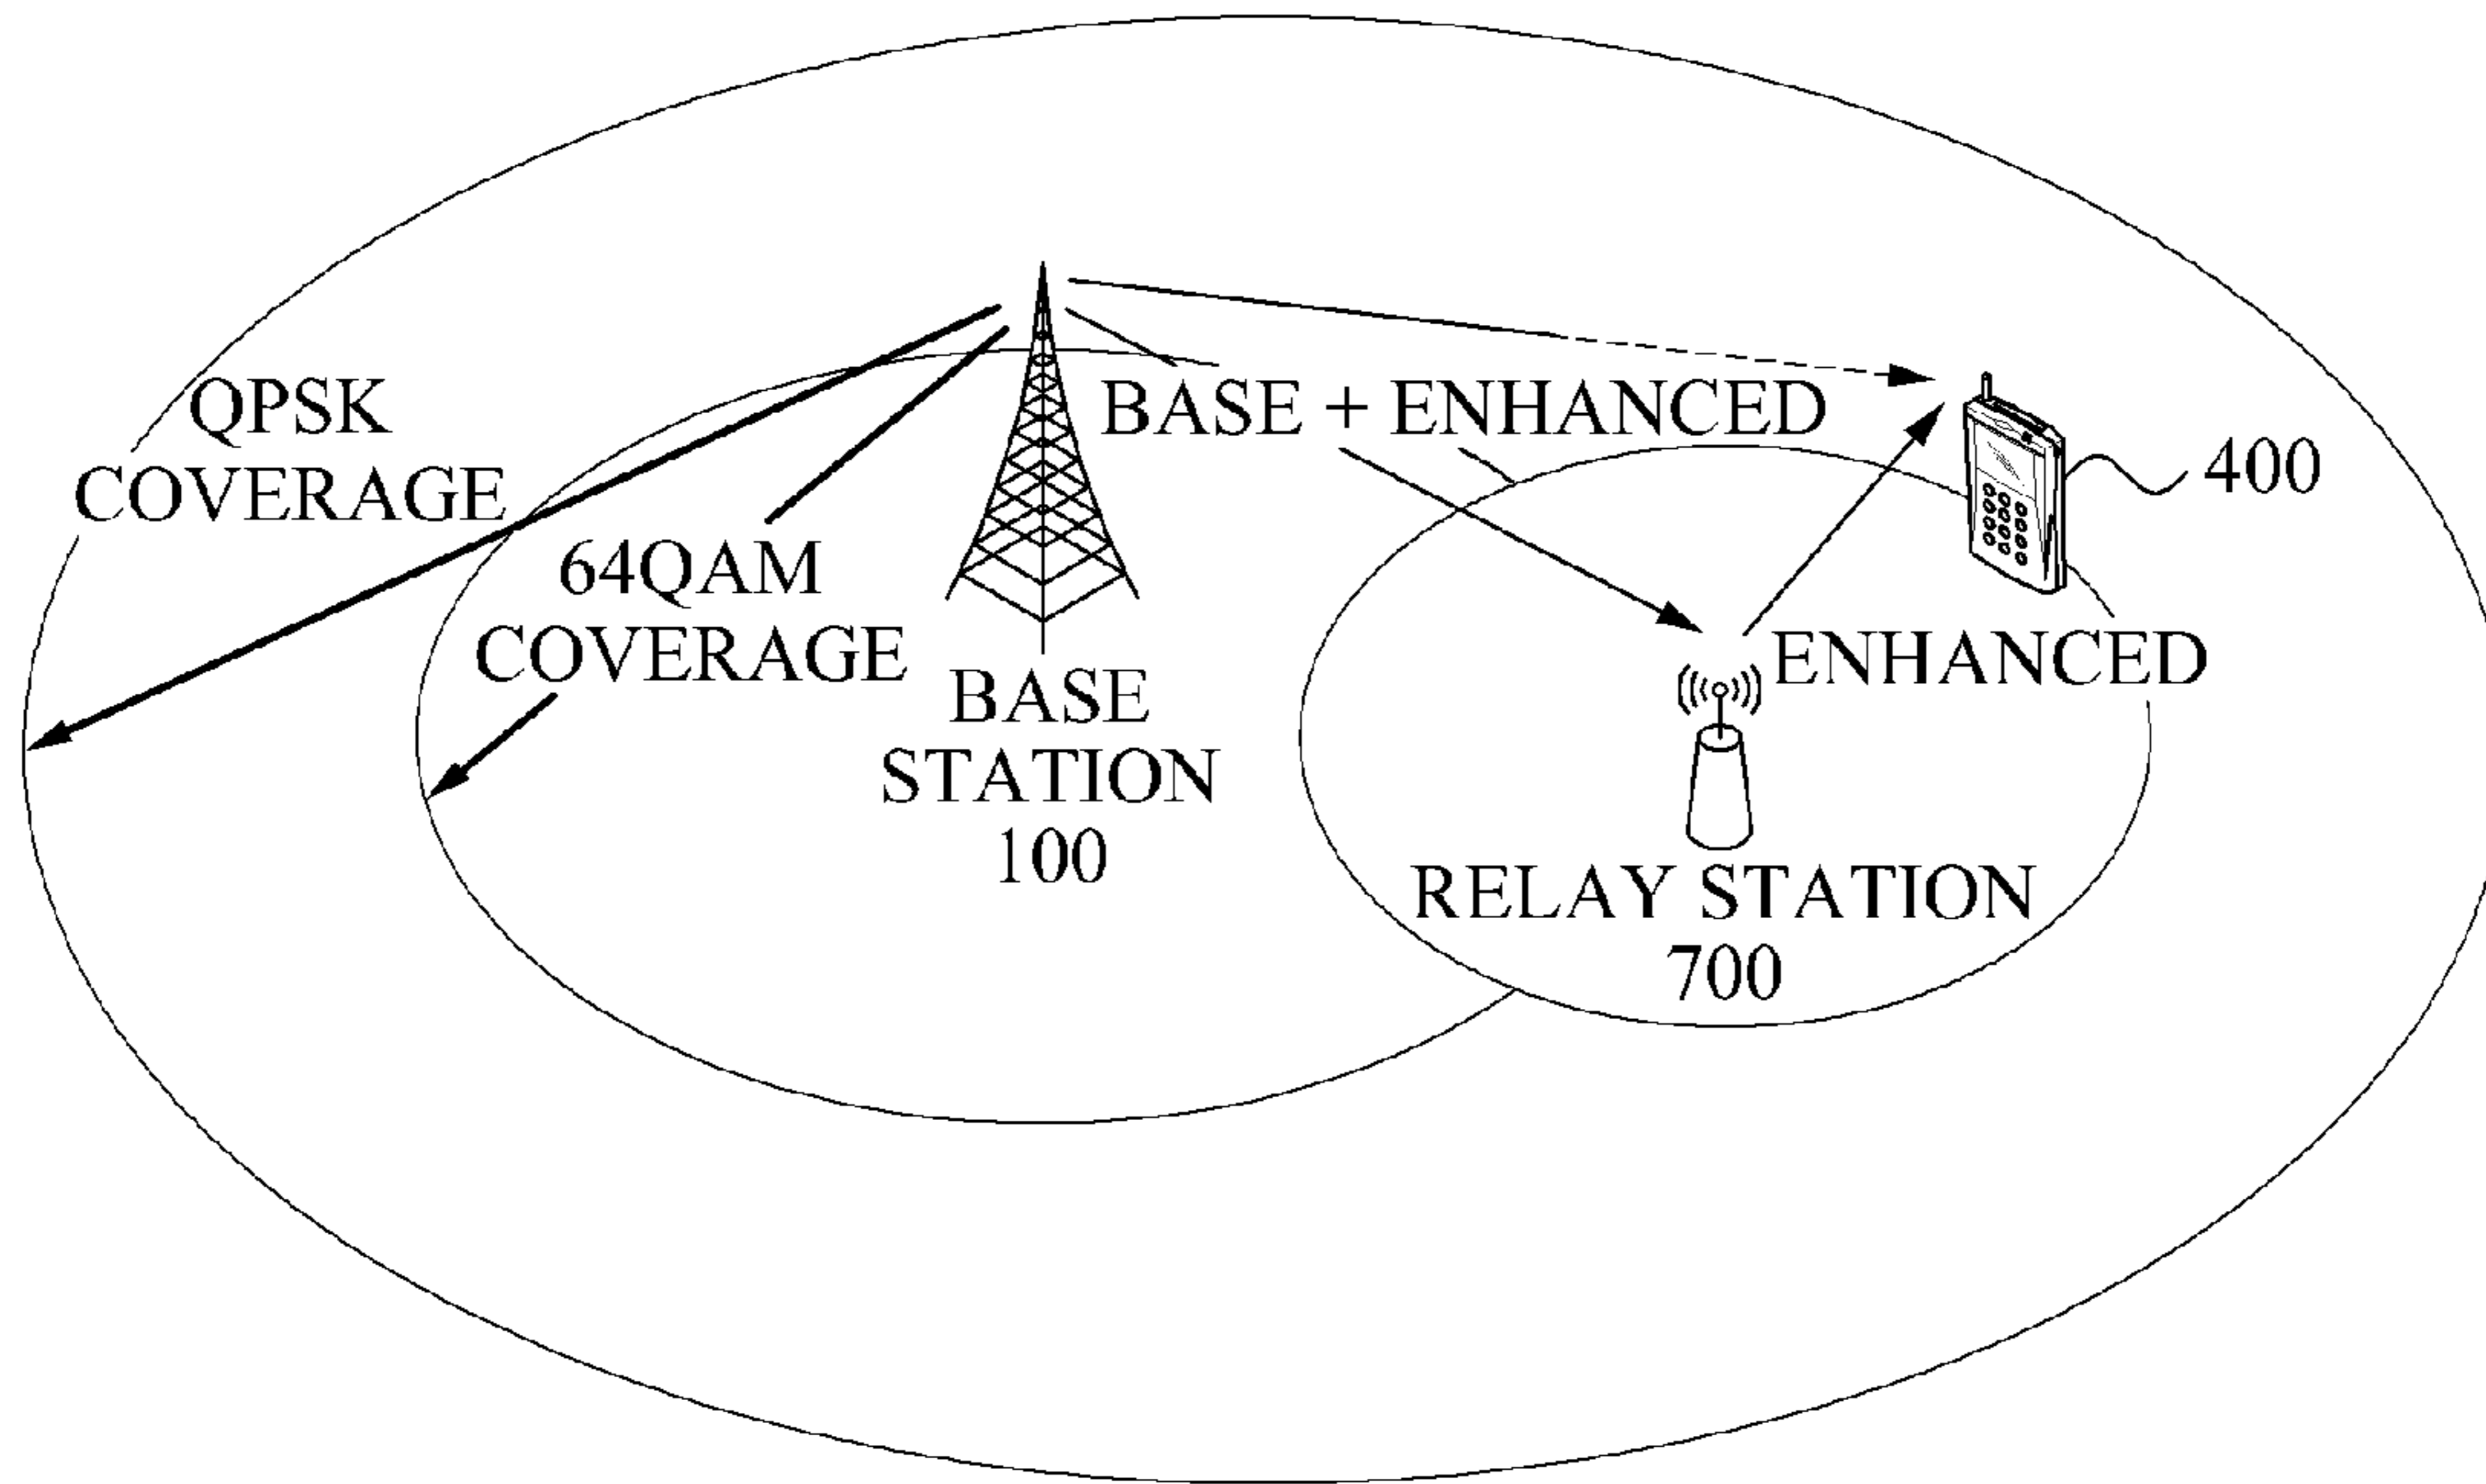 QPSK
COVERAGE
64QAM
COVERAGE
BASE
STATION
100
BASE + ENHANCED
400
ENHANCED
RELAY STATION
700